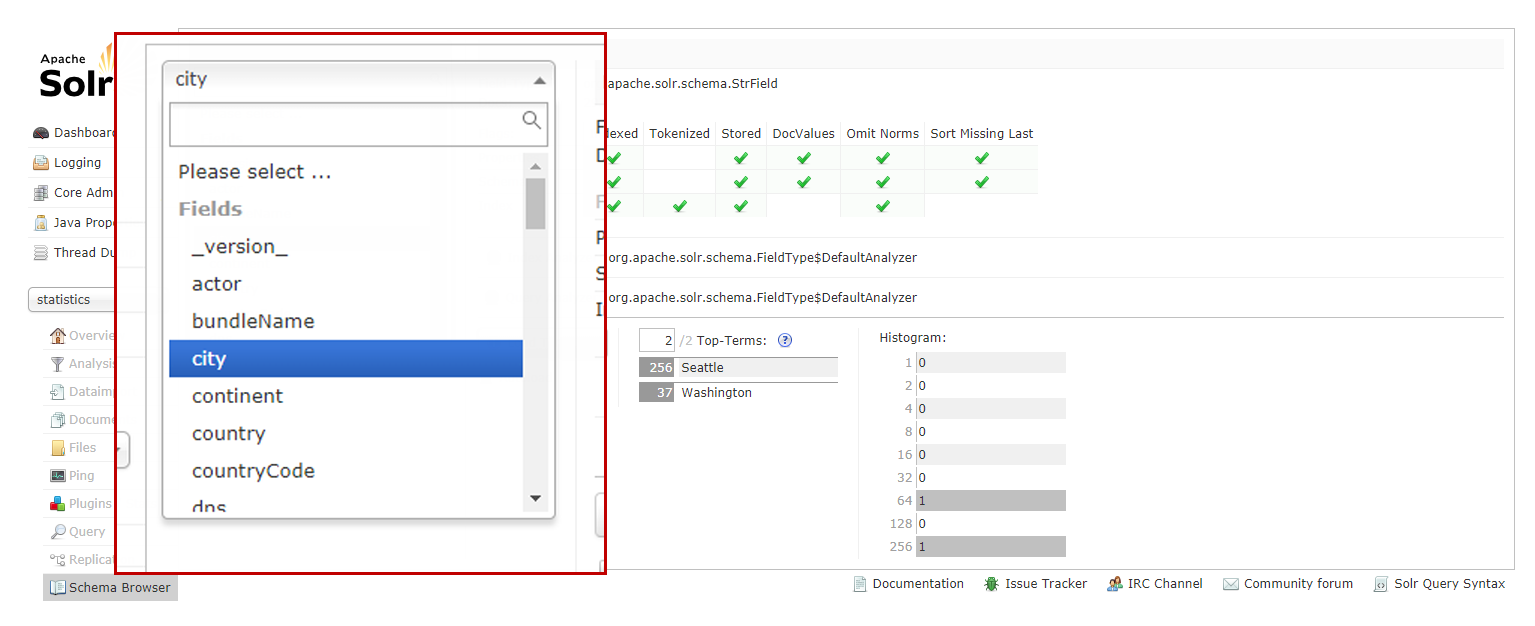 Apache
Solr
Dashboard
Logging
Core Adm
Java Prop
Thread Du
statistics
Overvie
Analysi
Dataim
Docume
Files
Ping
Plugins
Query
Replicat
Schema Browser
city
Please select ...
Fields
_version_
actor
bundleName
city
continent
country
countryCode
dns
apache.solr.schema.StrField
lexed Tokenized Stored DocValues Omit Norms Sort Missing Last
org.apache.solr.schema.FieldType$DefaultAnalyzer
org.apache.solr.schema.FieldType$DefaultAnalyzer
2 /2 Top-Terms: ?
256 Seattle
37 Washington
Histogram:
1 0
2 0
4 0
8 0
16 0
32 0
64 1
128 0
256 1
Documentation Issue Tracker IRC Channel Community forum Solr Query Syntax